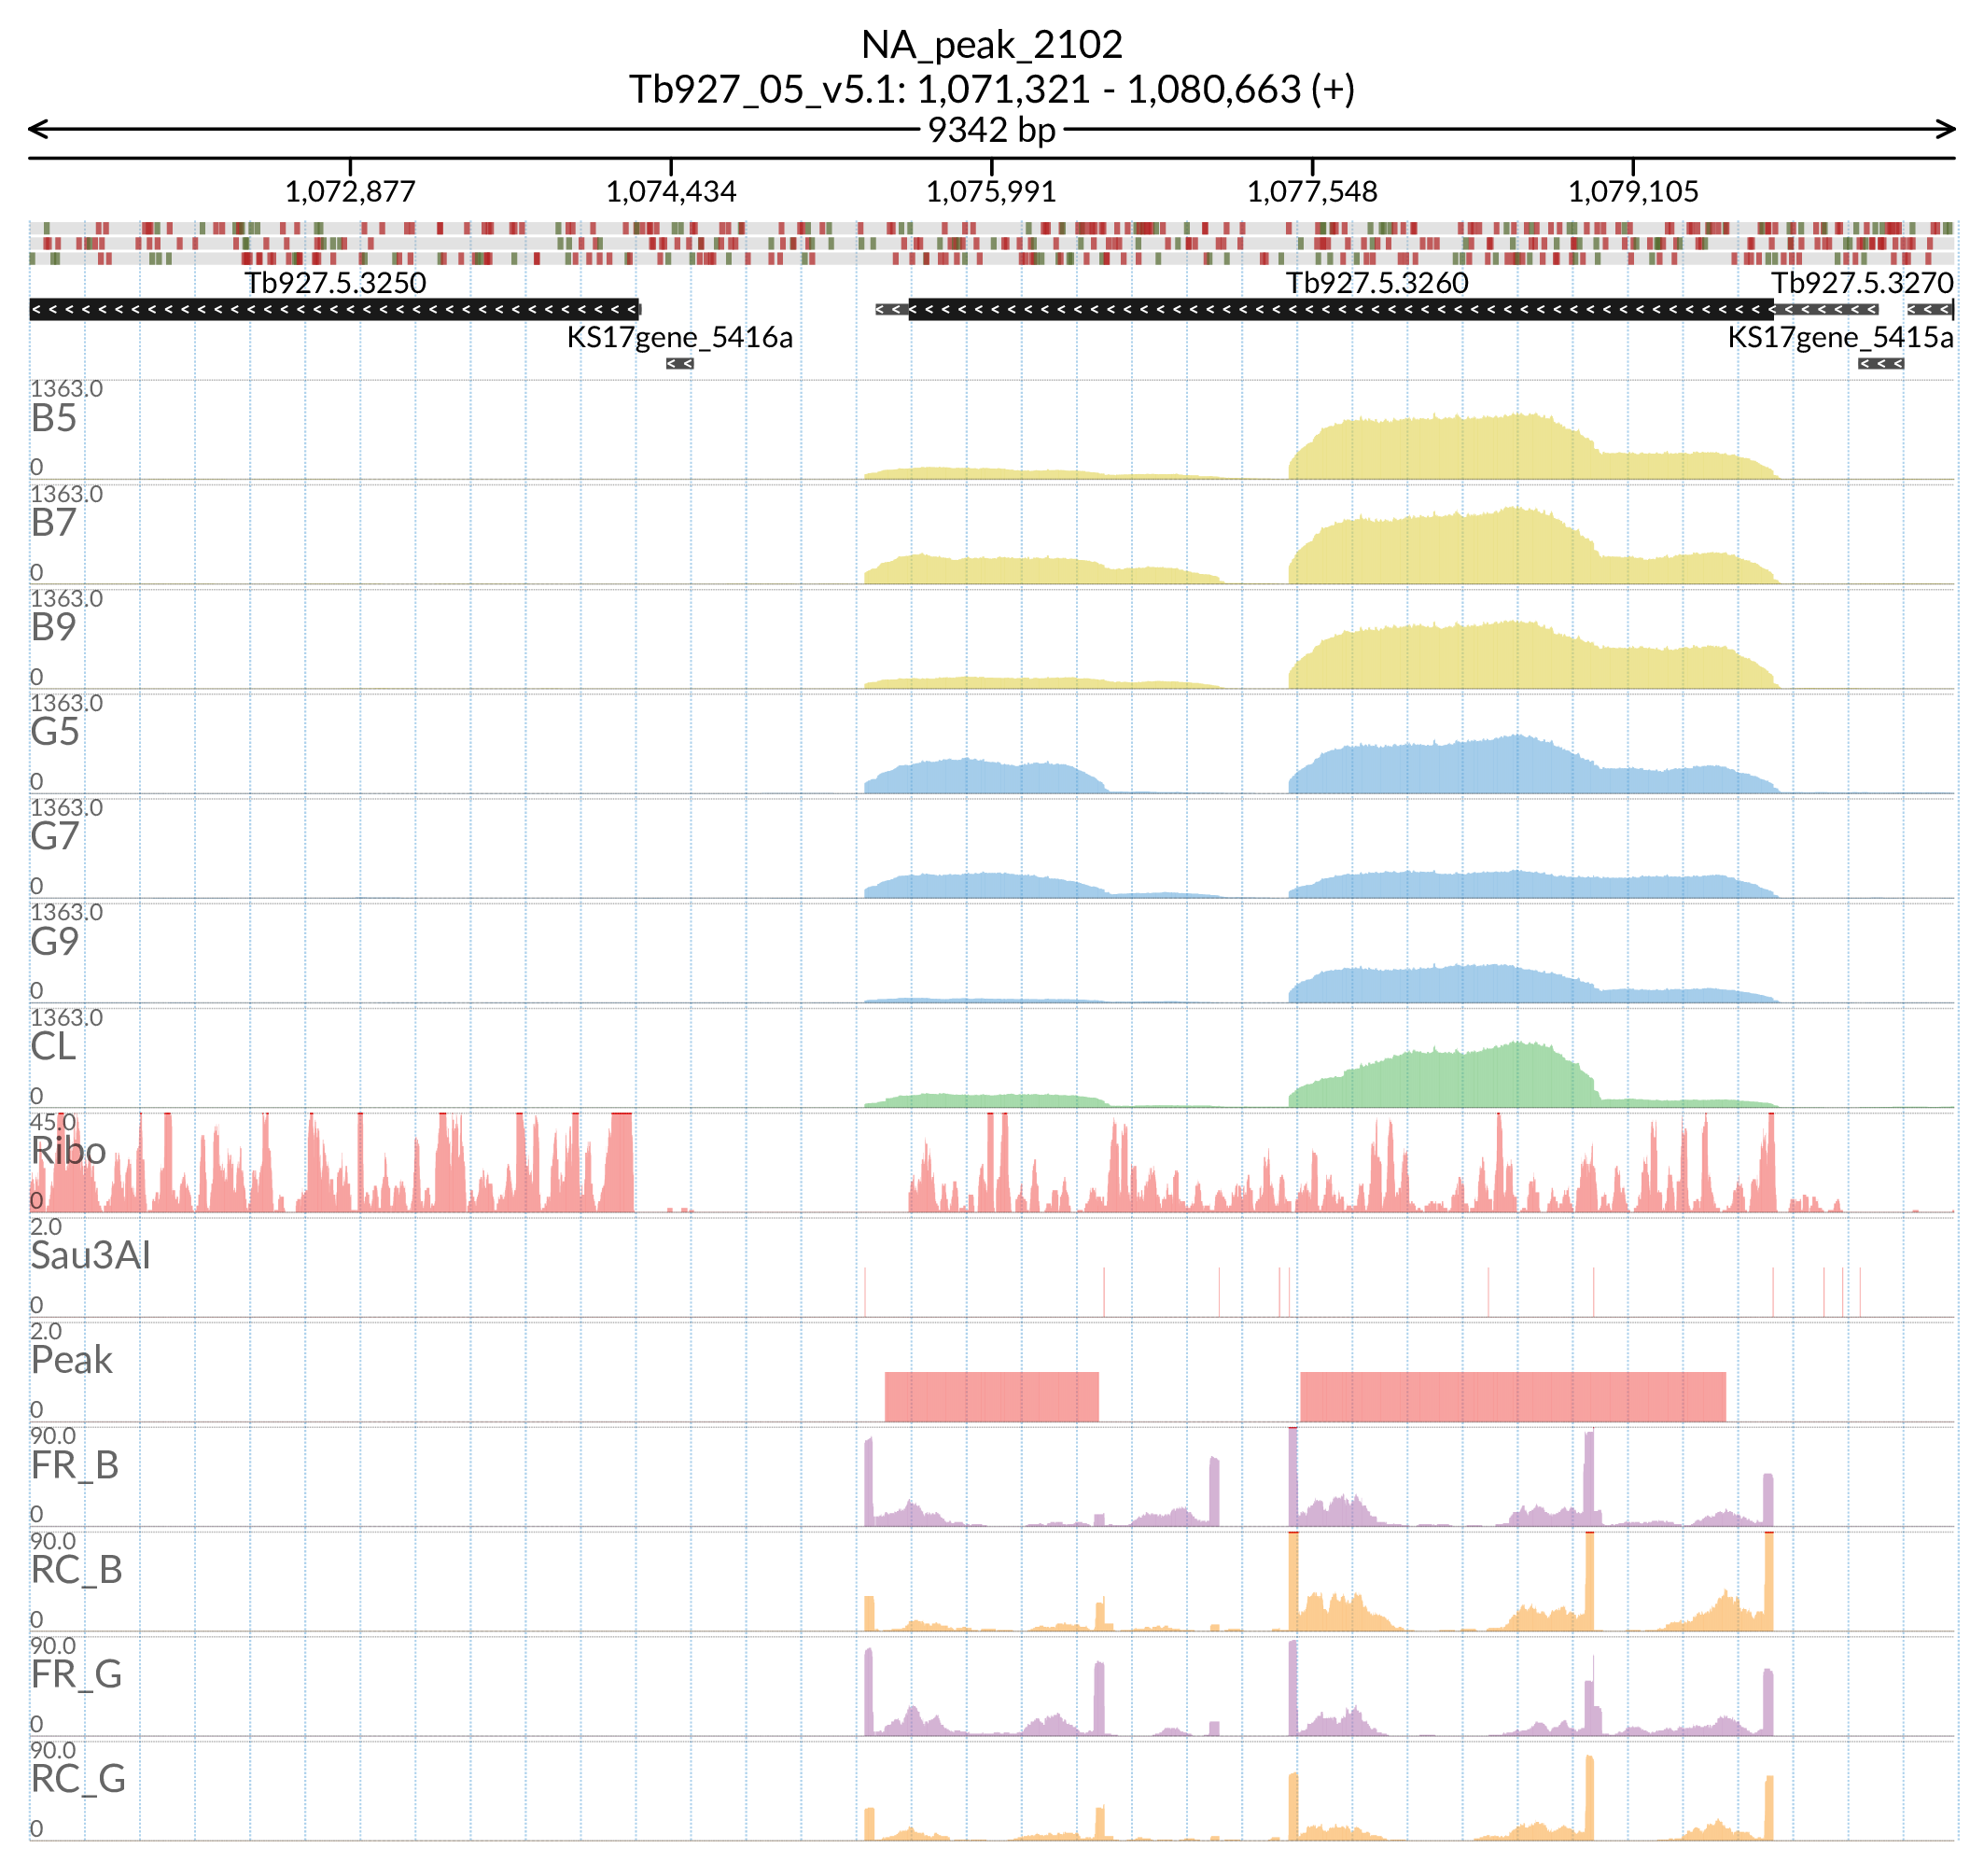 NA_peak_2102
Tb927_05_v5.1: 1,071,321 - 1,080,663 (+)
9342 bp
1,072,877 1,074,434 1,075,991 1,077,548 1,079,105
Tb927.5.3250 Tb927.5.3260 Tb927.5.3270
KS17gene_5416a KS17gene_5415a
1363.0
B5
0
1363.0
B7
0
1363.0
B9
0
1363.0
G5
0
1363.0
G7
0
1363.0
G9
0
1363.0
CL
0
45.0
Ribo
0
2.0
Sau3AI
0
2.0
Peak
0
90.0
FR_B
0
90.0
RC_B
0
90.0
FR_G
0
90.0
RC_G
0